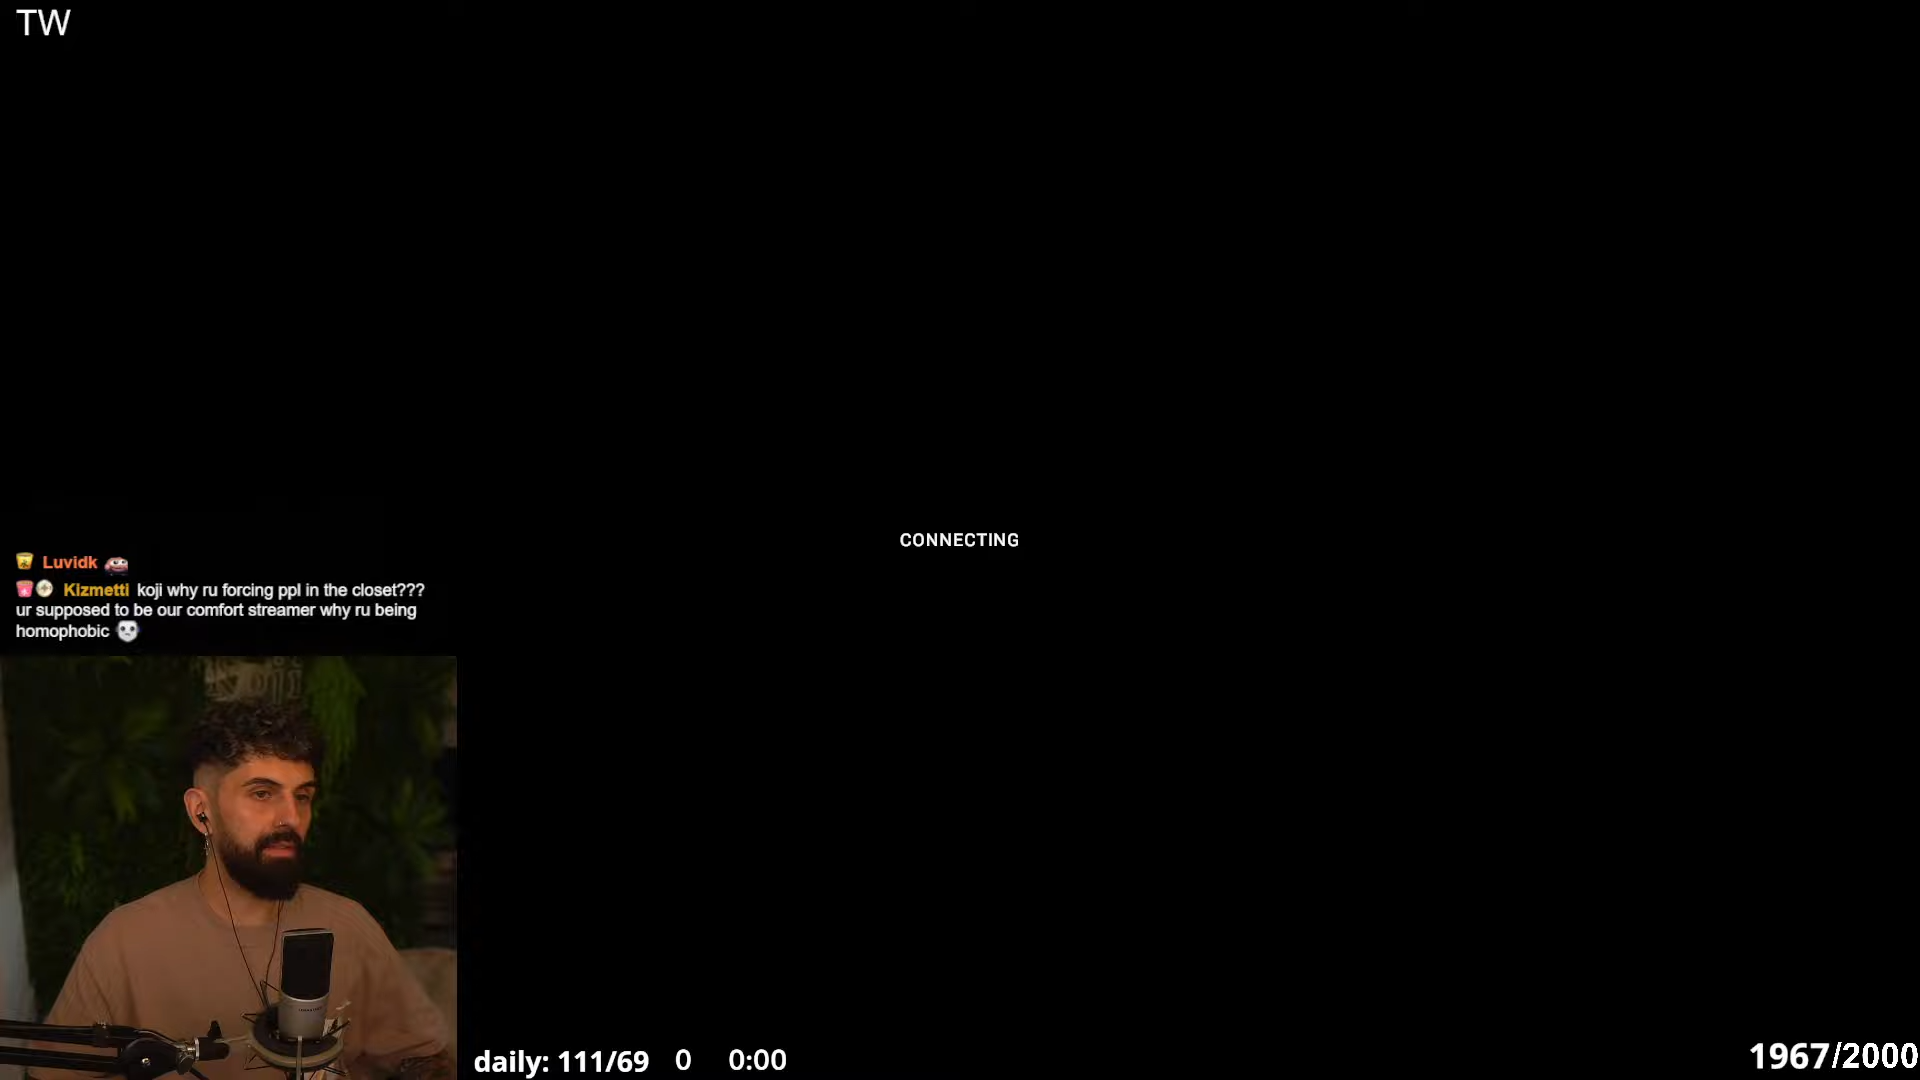 TW
CONNECTING
Luvidk
Kizmetti koji why ru forcing ppl in the closet???
ur supposed to be our comfort streamer why ru being
homophobic
Koji
daily: 111/69 0 0:00
1967/2000